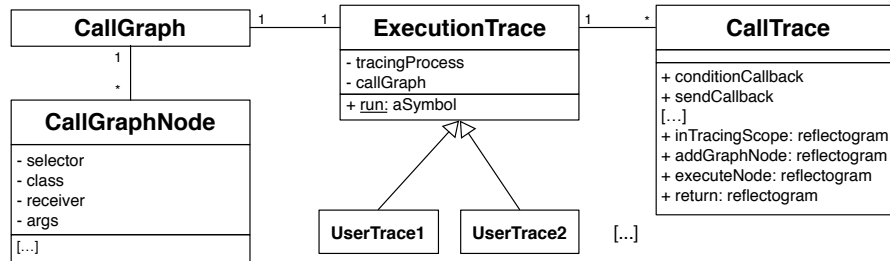 CallGraph
1
1
ExecutionTrace
- tracingProcess
- callGraph
+ run: aSymbol
1
*
CallTrace
+ conditionCallback
+ sendCallback
[...]
+ inTracingScope: reflectogram
+ addGraphNode: reflectogram
+ executeNode: reflectogram
+ return: reflectogram
1
*
CallGraphNode
- selector
- class
- receiver
- args
[...]
UserTrace1
UserTrace2
[...]